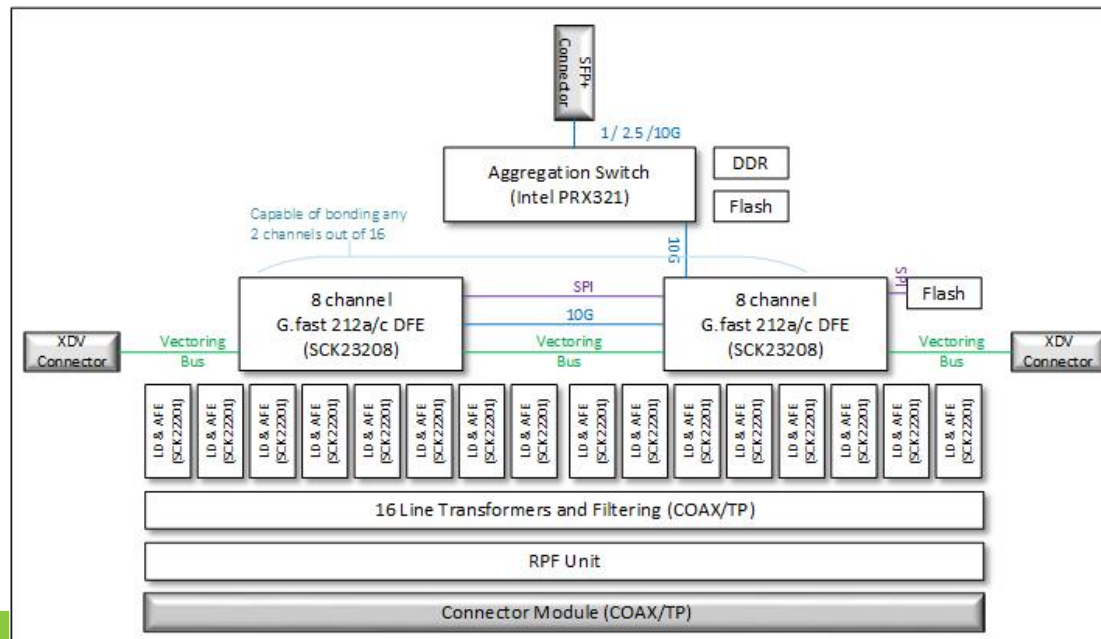 SFP+
Connector
1/ 2.5 /10G
Aggregation Switch
(Intel PRX321)
DDR
Flash
Capable of bonding any
2 channels out of 16
10G
8 channel
G.fast 212a/c DFE
(SCK23208)
SPI
10G
8 channel
G.fast 212a/c DFE
(SCK23208)
SPI
Flash
XDV
Connector
Vectoring
Bus
Vectoring
Bus
Vectoring
Bus
XDV
Connector
LD & AFE
(SCK22201)
LD & AFE
(SCK22201)
LD & AFE
(SCK22201)
LD & AFE
(SCK22201)
LD & AFE
(SCK22201)
LD & AFE
(SCK22201)
LD & AFE
(SCK22201)
LD & AFE
(SCK22201)
LD & AFE
(SCK22201)
LD & AFE
(SCK22201)
LD & AFE
(SCK22201)
LD & AFE
(SCK22201)
LD & AFE
(SCK22201)
LD & AFE
(SCK22201)
LD & AFE
(SCK22201)
LD & AFE
(SCK22201)
16 Line Transformers and Filtering (COAX/TP)
RPF Unit
Connector Module (COAX/TP)